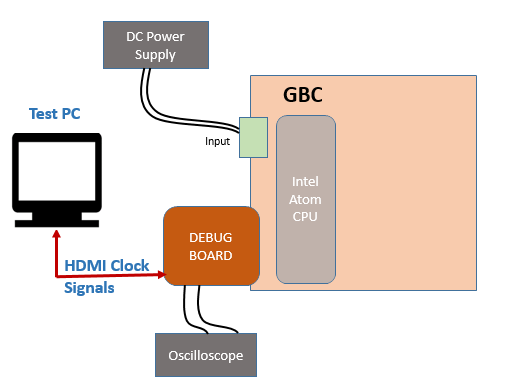 DC Power
Supply
GBC
Test PC
Input
Intel
Atom
CPU
DEBUG
BOARD
HDMI Clock
Signals
Oscilloscope